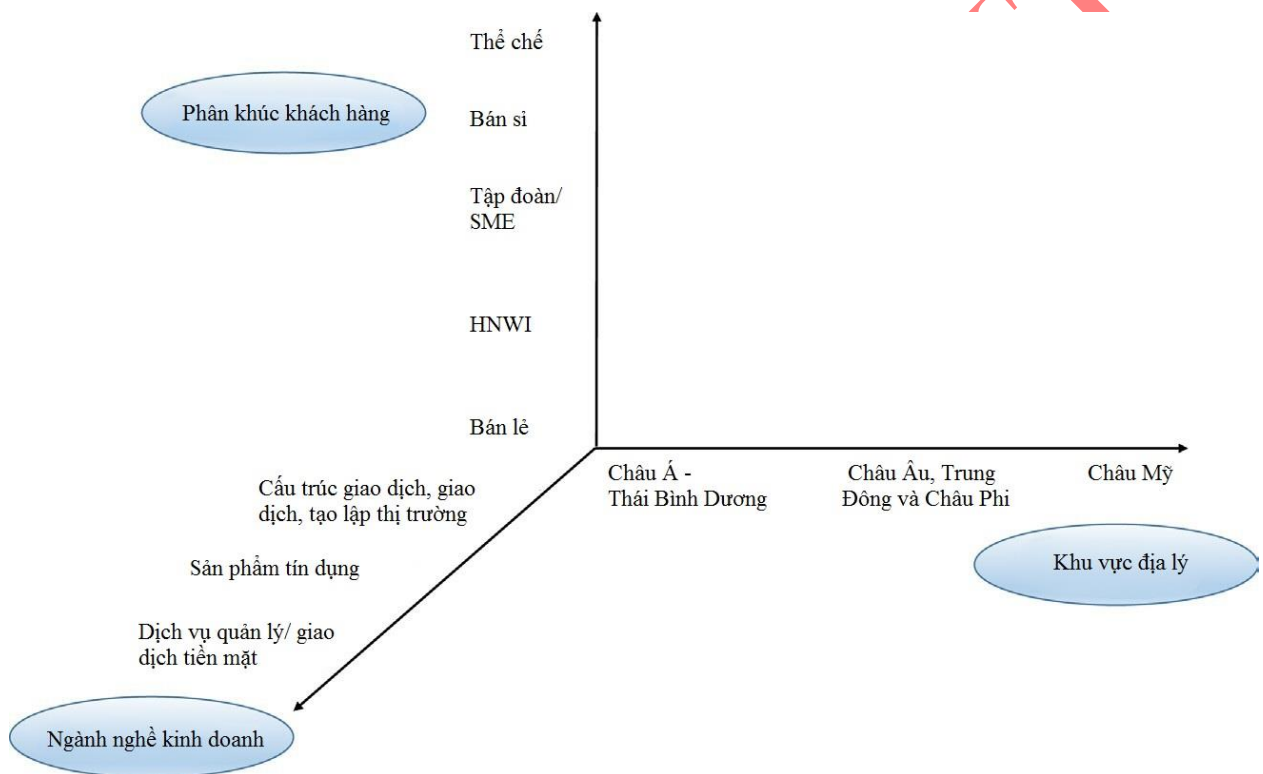 Thể chế
Phân khúc khách hàng
Bán sỉ
Tập đoàn/
SME
HNWI
Bán lẻ
Châu Á -
Thái Bình Dương
Châu Âu, Trung
Đông và Châu Phi
Châu Mỹ
Cấu trúc giao dịch, giao
dịch, tạo lập thị trường
Khu vực địa lý
Sản phẩm tín dụng
Dịch vụ quản lý/ giao
dịch tiền mặt
Ngành nghề kinh doanh